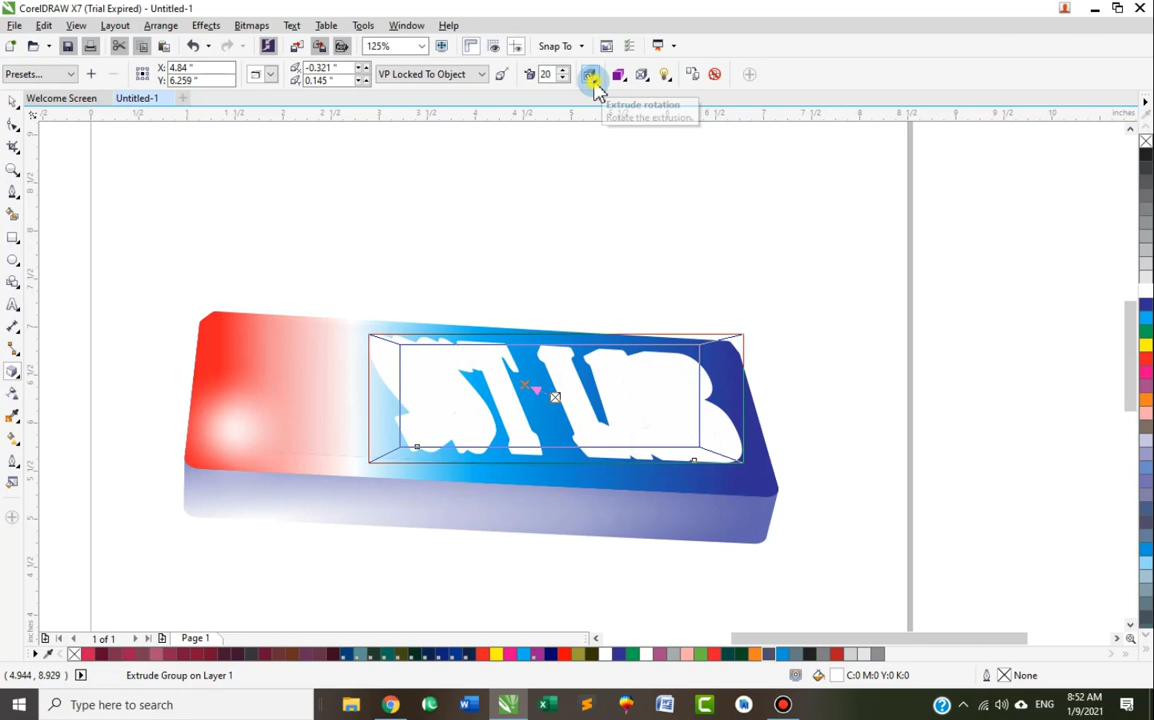 CorelDRAW X7 (Trial Expired) - Untitled-1
File Edit View Layout Arrange Effects Bitmaps Text Table Tools Window Help
125% Snap To
Presets... X: 4.84 " Y: 6.259 " -0.321 " 0.145 " VP Locked To Object 20
Extrude rotation
Rotate the extrusion.
Welcome Screen Untitled-1
inches
1 of 1 Page 1
( 4.944, 8.929 ) Extrude Group on Layer 1 C:0 M:0 Y:0 K:0 None
Type here to search
ENG 8:52 AM
1/9/2021